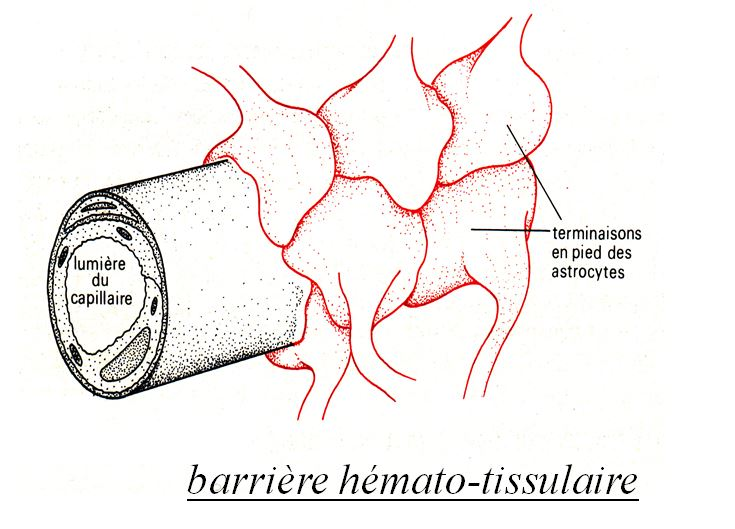 lumière
du
capillaire
terminaisons
en pied des
astrocytes
barrière hémato-tissulaire